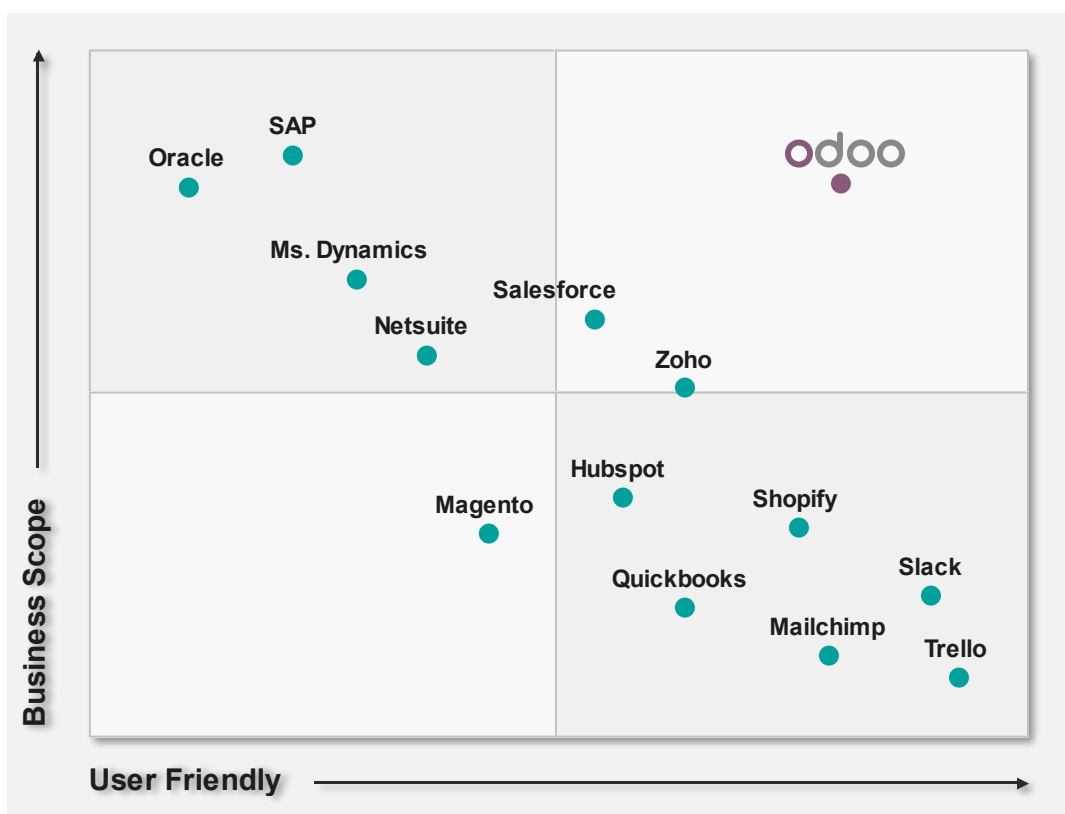 SAP
Oracle
odoo
Ms. Dynamics
Salesforce
Netsuite
Zoho
Hubspot
Shopify
Magento
Slack
Quickbooks
Mailchimp
Trello
Business Scope
User Friendly